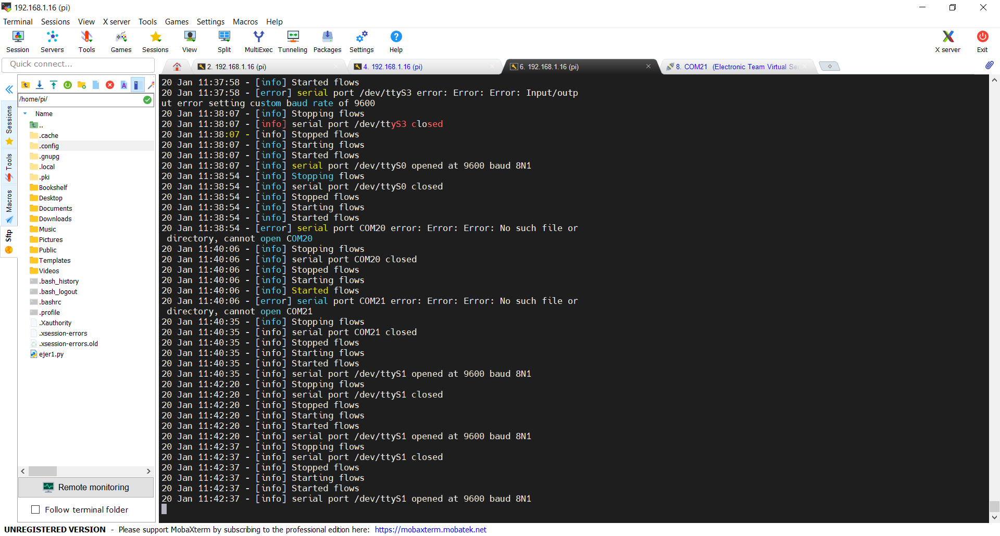 192.168.1.16 (pi)
Terminal Sessions View X server Tools Games Settings Macros Help
Session Servers Tools Games Sessions View Split MultiExec Tunneling Packages Settings Help X server Exit
Quick connect...
2. 192.168.1.16 (pi)
4. 192.168.1.16 (pi)
6. 192.168.1.16 (pi)
8. COM21 (Electronic Team Virtual Se
Sessions
Tools
Macros
Sftp
/home/pi/
Name
..
.cache
.config
.gnupg
.local
.pki
Bookshelf
Desktop
Documents
Downloads
Music
Pictures
Public
Templates
Videos
.bash_history
.bash_logout
.bashrc
.profile
.Xauthority
.xsession-errors
.xsession-errors.old
ejer1.py
Remote monitoring
Follow terminal folder
20 Jan 11:37:58 - [info] Started flows
20 Jan 11:37:58 - [error] serial port /dev/ttyS3 error: Error: Error: Input/outp
ut error setting custom baud rate of 9600
20 Jan 11:38:07 - [info] Stopping flows
20 Jan 11:38:07 - [info] serial port /dev/ttyS3 closed
20 Jan 11:38:07 - [info] Stopped flows
20 Jan 11:38:07 - [info] Starting flows
20 Jan 11:38:07 - [info] Started flows
20 Jan 11:38:07 - [info] serial port /dev/ttyS0 opened at 9600 baud 8N1
20 Jan 11:38:54 - [info] Stopping flows
20 Jan 11:38:54 - [info] serial port /dev/ttyS0 closed
20 Jan 11:38:54 - [info] Stopped flows
20 Jan 11:38:54 - [info] Starting flows
20 Jan 11:38:54 - [info] Started flows
20 Jan 11:38:54 - [error] serial port COM20 error: Error: Error: No such file or
directory, cannot open COM20
20 Jan 11:40:06 - [info] Stopping flows
20 Jan 11:40:06 - [info] serial port COM20 closed
20 Jan 11:40:06 - [info] Stopped flows
20 Jan 11:40:06 - [info] Starting flows
20 Jan 11:40:06 - [info] Started flows
20 Jan 11:40:06 - [error] serial port COM21 error: Error: Error: No such file or
directory, cannot open COM21
20 Jan 11:40:35 - [info] Stopping flows
20 Jan 11:40:35 - [info] serial port COM21 closed
20 Jan 11:40:35 - [info] Stopped flows
20 Jan 11:40:35 - [info] Starting flows
20 Jan 11:40:35 - [info] Started flows
20 Jan 11:40:35 - [info] serial port /dev/ttyS1 opened at 9600 baud 8N1
20 Jan 11:42:20 - [info] Stopping flows
20 Jan 11:42:20 - [info] serial port /dev/ttyS1 closed
20 Jan 11:42:20 - [info] Stopped flows
20 Jan 11:42:20 - [info] Starting flows
20 Jan 11:42:20 - [info] Started flows
20 Jan 11:42:20 - [info] serial port /dev/ttyS1 opened at 9600 baud 8N1
20 Jan 11:42:37 - [info] Stopping flows
20 Jan 11:42:37 - [info] serial port /dev/ttyS1 closed
20 Jan 11:42:37 - [info] Stopped flows
20 Jan 11:42:37 - [info] Starting flows
20 Jan 11:42:37 - [info] Started flows
20 Jan 11:42:37 - [info] serial port /dev/ttyS1 opened at 9600 baud 8N1
UNREGISTERED VERSION - Please support MobaXterm by subscribing to the professional edition here: https://mobaxterm.mobatek.net